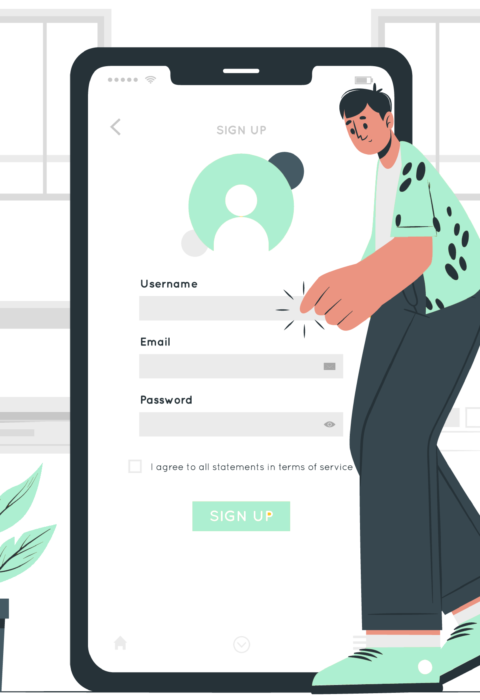 SIGN UP
Username
Email
Password
I agree to all statements in terms of service
SIGN UP